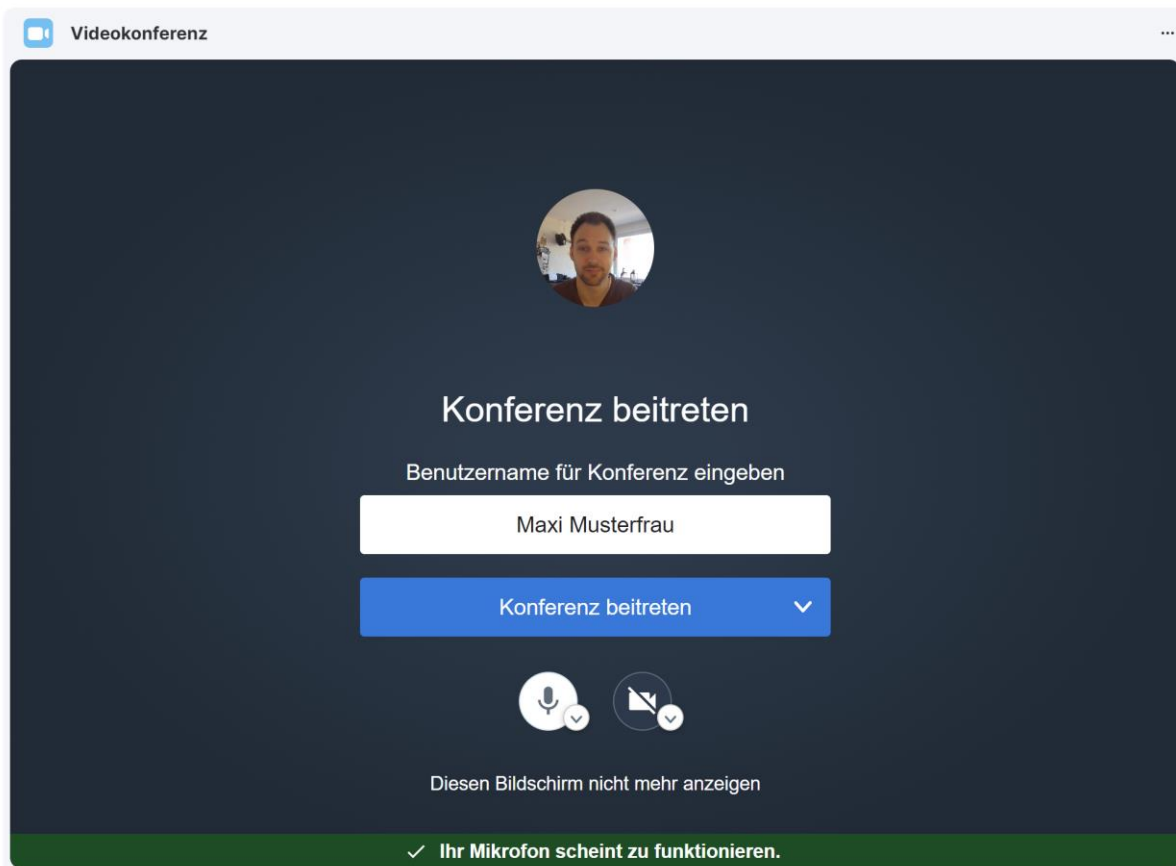 Videokonferenz
Konferenz beitreten
Benutzername für Konferenz eingeben
Maxi Musterfrau
Konferenz beitreten
Diesen Bildschirm nicht mehr anzeigen
Ihr Mikrofon scheint zu funktionieren.